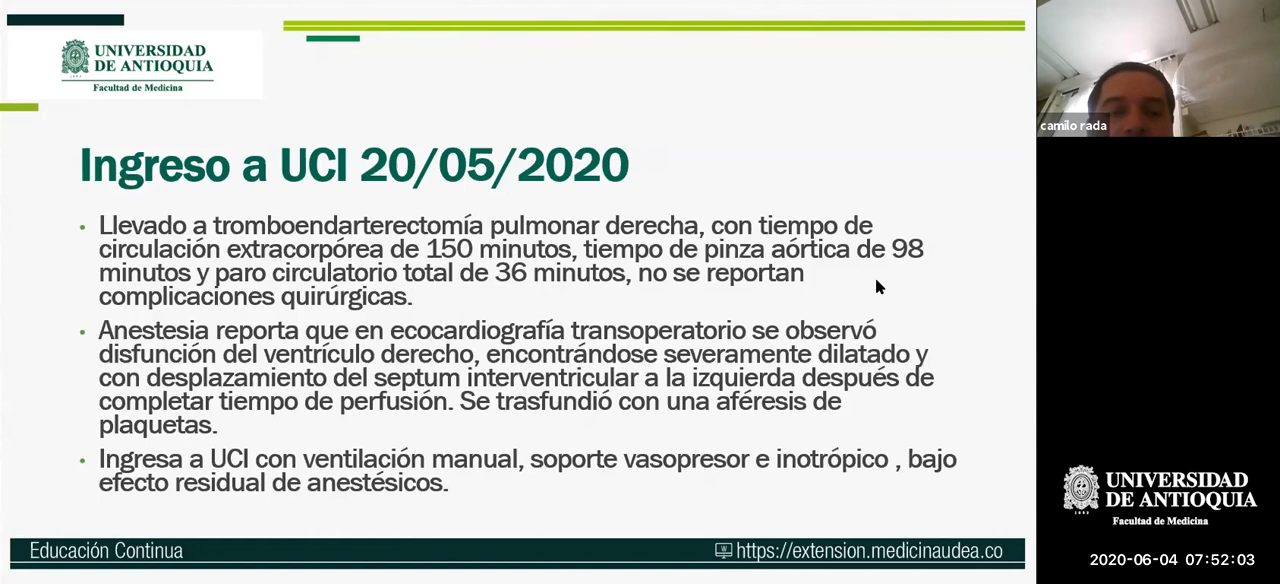 UNIVERSIDAD
DE ANTIOQUIA
Facultad de Medicina
Ingreso a UCI 20/05/2020
• Llevado a tromboendarterectomía pulmonar derecha, con tiempo de
circulación extracorpórea de 150 minutos, tiempo de pinza aórtica de 98
minutos y paro circulatorio total de 36 minutos, no se reportan
complicaciones quirúrgicas.
• Anestesia reporta que en ecocardiografía transoperatorio se observó
disfunción del ventrículo derecho, encontrándose severamente dilatado y
con desplazamiento del septum interventricular a la izquierda después de
completar tiempo de perfusión. Se trasfundió con una aféresis de
plaquetas.
• Ingresa a UCI con ventilación manual, soporte vasopresor e inotrópico , bajo
efecto residual de anestésicos.
Educación Continua
https://extension.medicinaudea.co
camilo rada
UNIVERSIDAD
DE ANTIOQUIA
Facultad de Medicina
2020-06-04 07:52:03